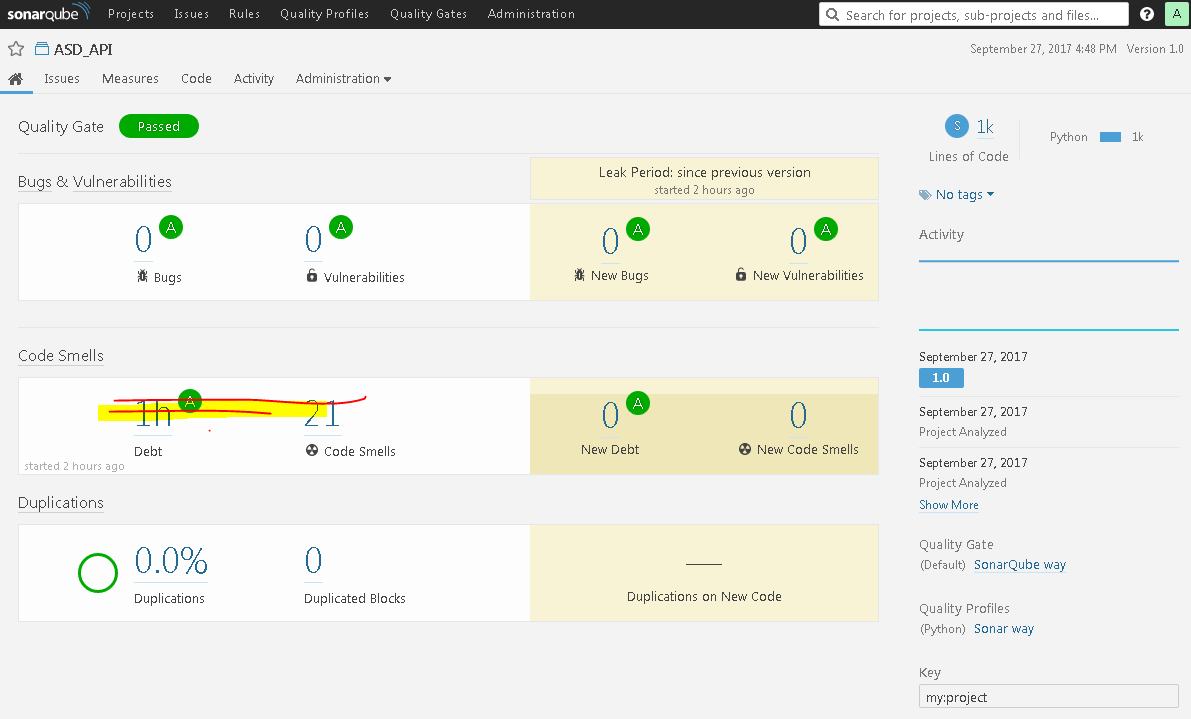 sonarqube Projects Issues Rules Quality Profiles Quality Gates Administration Search for projects, sub-projects and files... ? A
ASD_API September 27, 2017 4:48 PM Version 1.0
Issues Measures Code Activity Administration
Quality Gate Passed
Bugs & Vulnerabilities
Leak Period: since previous version
started 2 hours ago
0 A 0 A 0 A 0 A
Bugs Vulnerabilities New Bugs New Vulnerabilities
Code Smells
1h A 21 0 A 0
Debt Code Smells New Debt New Code Smells
started 2 hours ago
Duplications
0.0% 0 —
Duplications Duplicated Blocks Duplications on New Code
S 1k
Lines of Code
Python 1k
No tags
Activity
September 27, 2017
1.0
September 27, 2017
Project Analyzed
September 27, 2017
Project Analyzed
Show More
Quality Gate
(Default) SonarQube way
Quality Profiles
(Python) Sonar way
Key
my:project